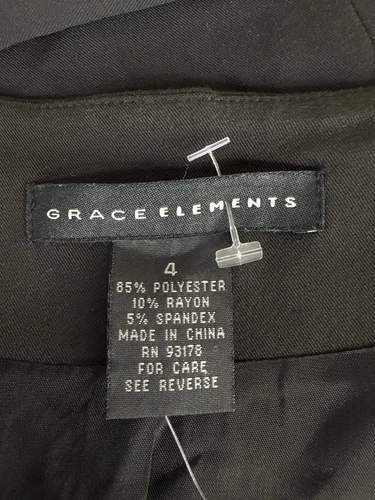 GRACE ELEMENTS
4
85% POLYESTER
10% RAYON
5% SPANDEX
MADE IN CHINA
RN 93178
FOR CARE
SEE REVERSE